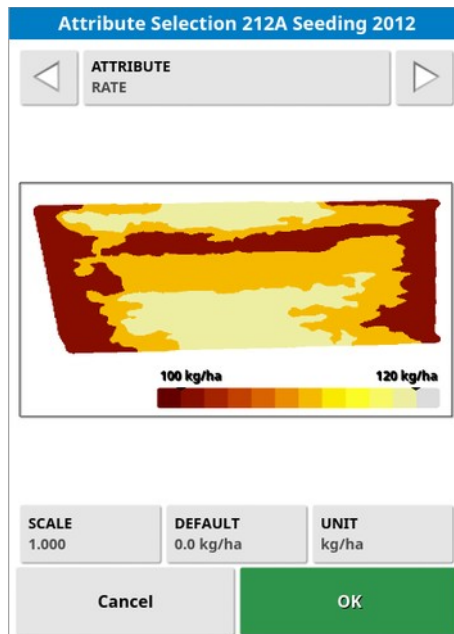 Attribute Selection 212A Seeding 2012
ATTRIBUTE
RATE
100 kg/ha
120 kg/ha
SCALE
1.000
DEFAULT
0.0 kg/ha
UNIT
kg/ha
Cancel
OK